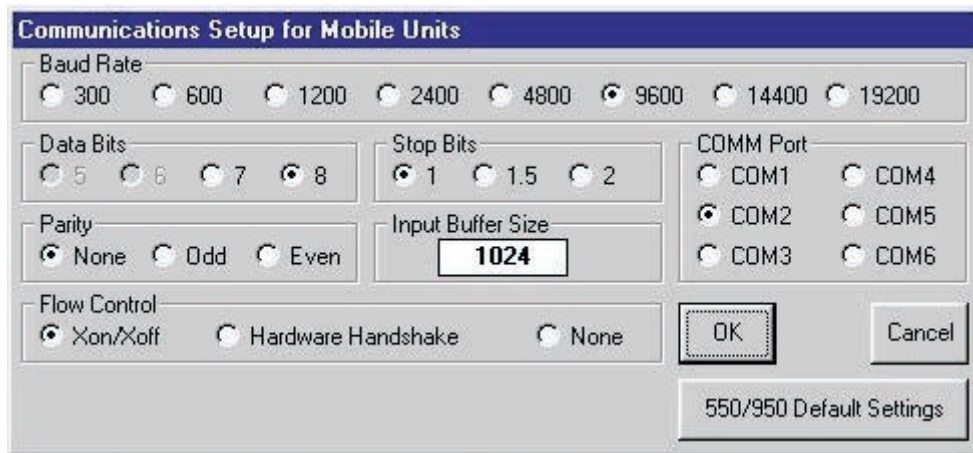 Communications Setup for Mobile Units
Baud Rate
300 600 1200 2400 4800 9600 14400 19200
Data Bits
5 6 7 8
Stop Bits
1 1.5 2
COMM Port
COM1 COM4
COM2 COM5
COM3 COM6
Parity
None Odd Even
Input Buffer Size
1024
Flow Control
Xon/Xoff Hardware Handshake None
OK
Cancel
550/950 Default Settings